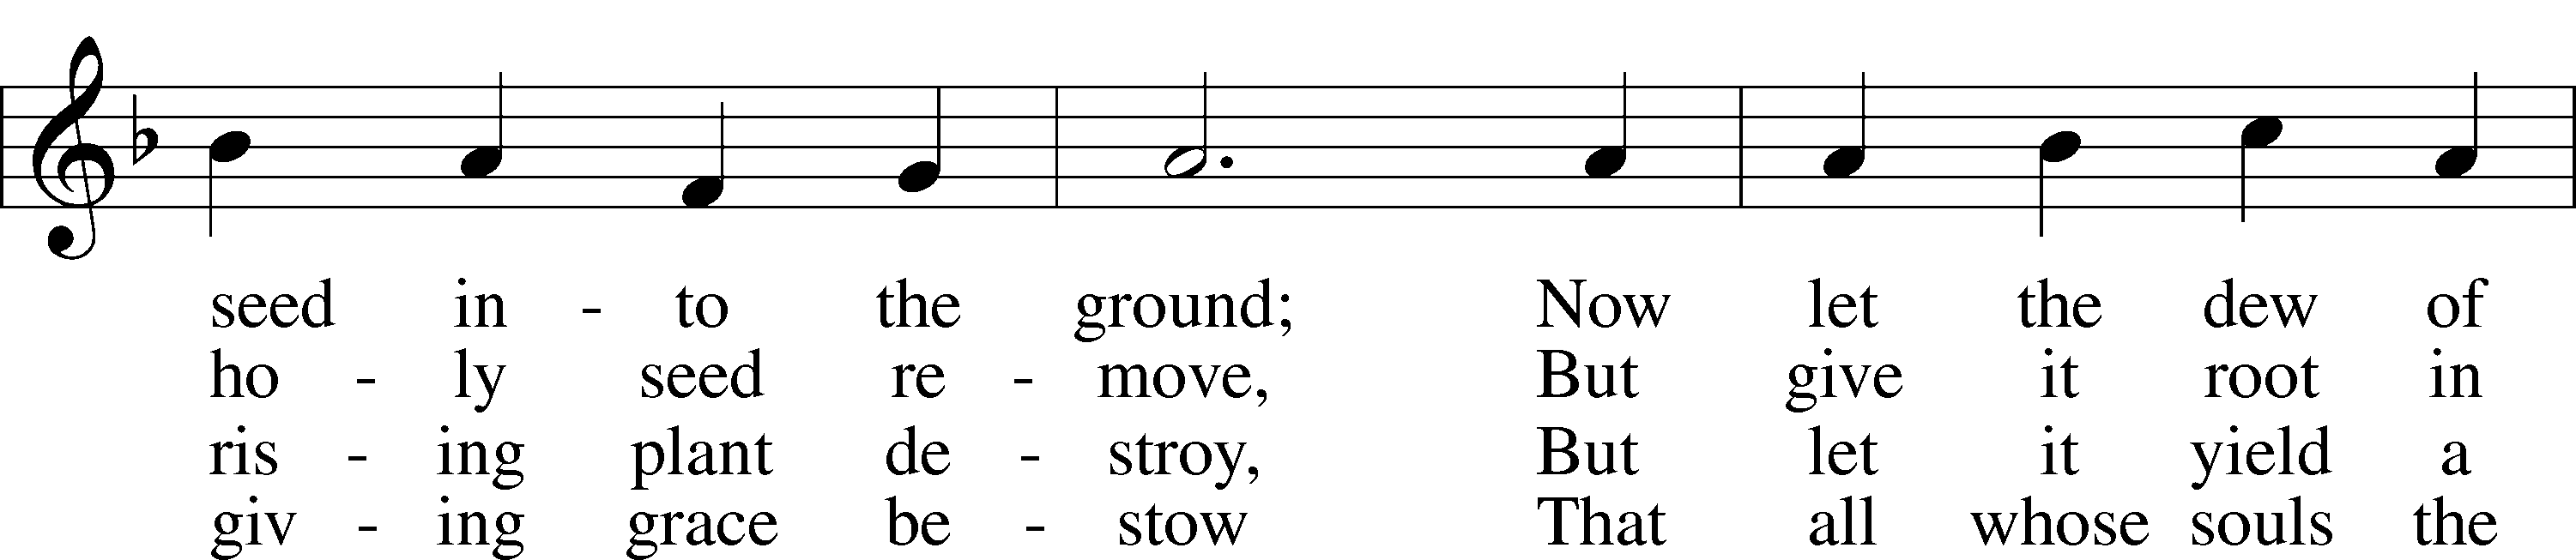 seed in - to the ground; Now let the dew of
ho - ly seed re - move, But give it root in
ris - ing plant de - stroy, But let it yield a
giv - ing grace be - stow That all whose souls the